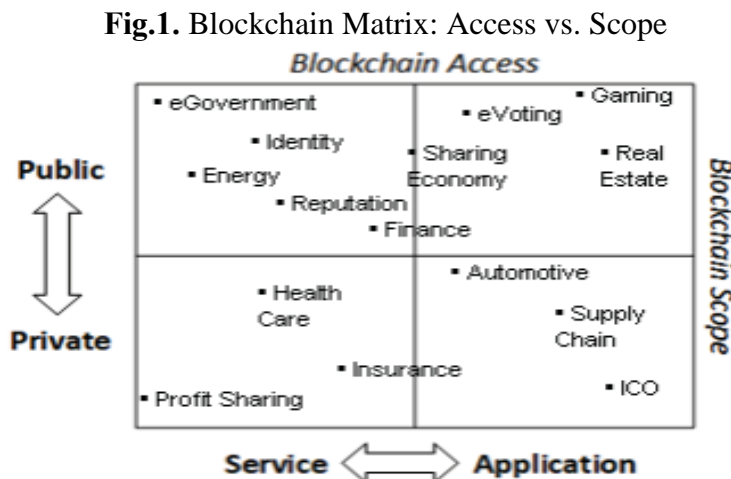 Fig.1. Blockchain Matrix: Access vs. Scope
Blockchain Access
▪ eGovernment
▪ Gaming
▪ eVoting
▪ Identity
▪ Sharing
Economy
▪ Real
Estate
Public
▪ Energy
▪ Reputation
▪ Finance
Blockchain Scope
▪ Automotive
▪ Health
Care
▪ Supply
Chain
Private
▪ Insurance
▪ ICO
▪ Profit Sharing
Service
Application